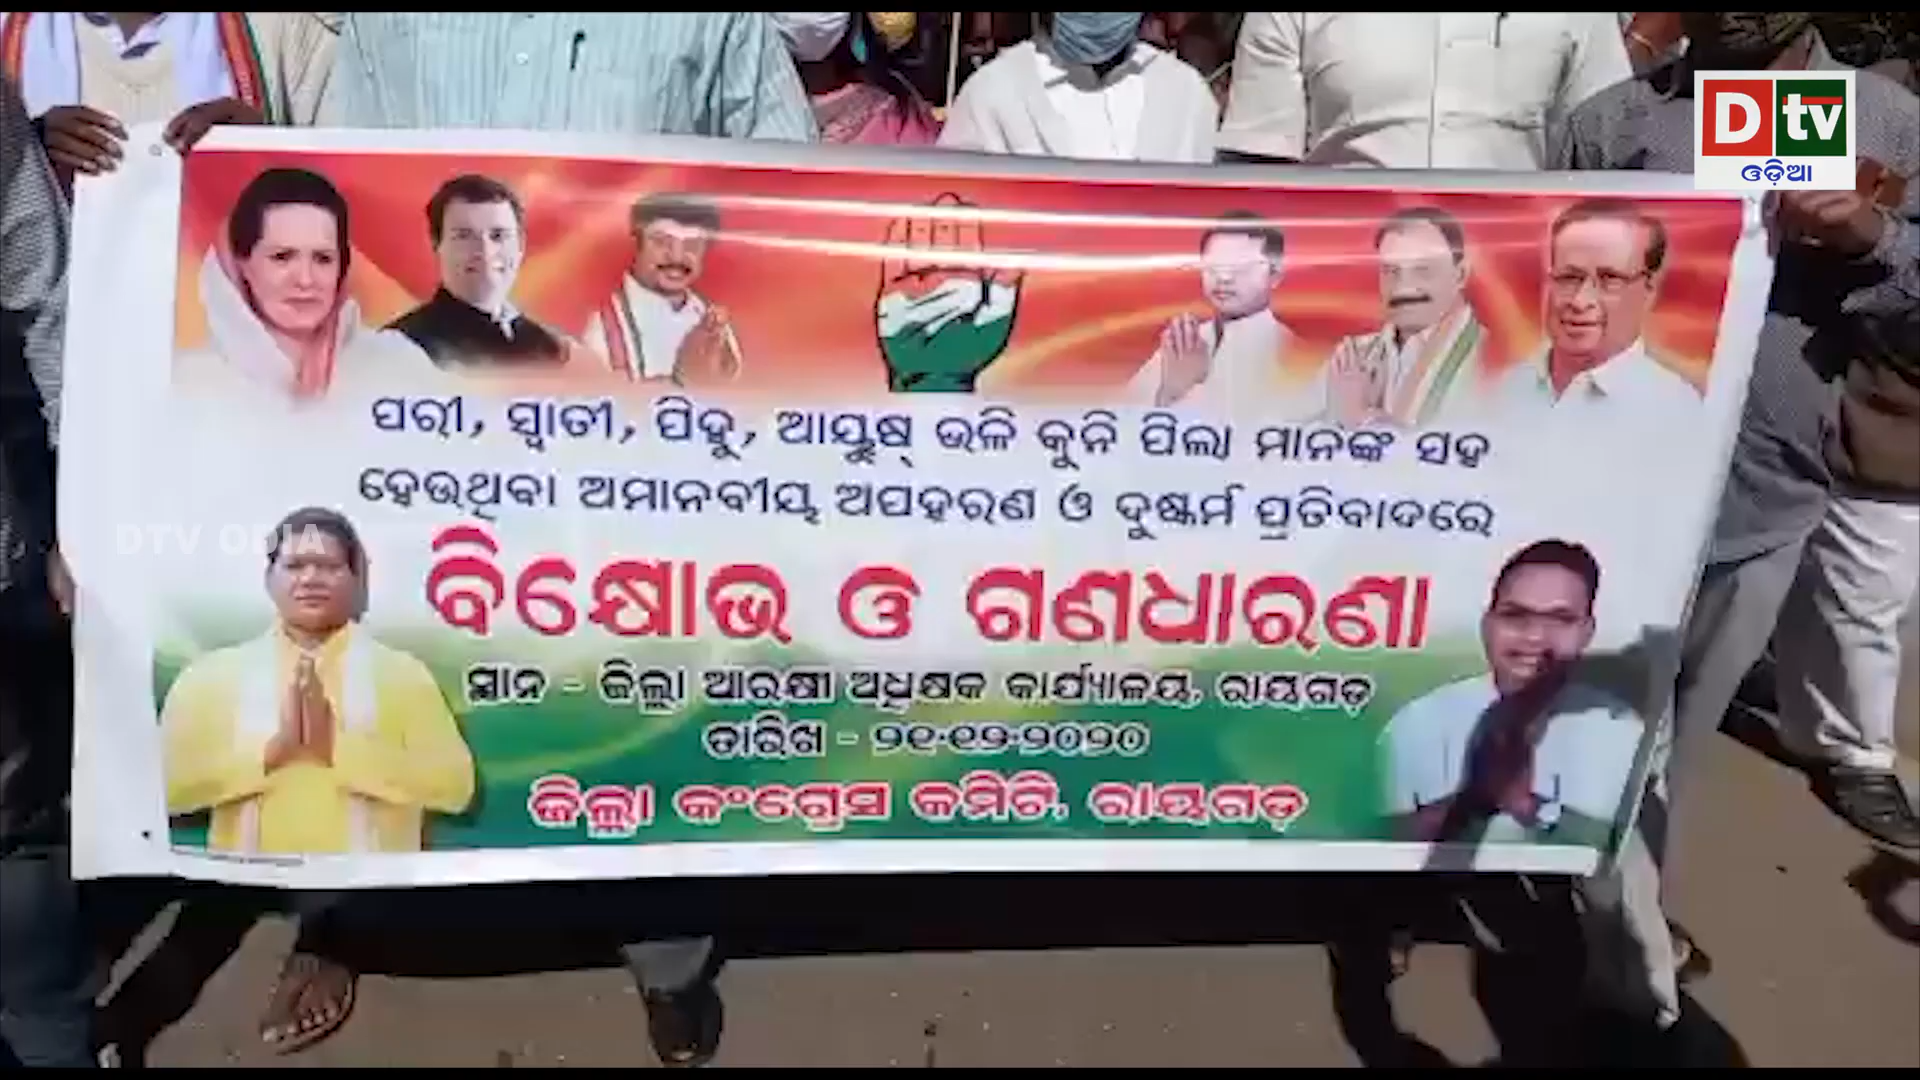 D tv
ଓଡ଼ିଆ
ପରୀ, ସ୍ୱାତୀ, ପିହୁ, ଆୟୁଷ୍ ଭଳି କୁନି ପିଲା ମାନଙ୍କ ସହ
ହେଉଥିବା ଅମାନବୀୟ ଅପହରଣ ଓ ଦୁଷ୍କର୍ମ ପ୍ରତିବାଦରେ
DTV ODIA
ବିକ୍ଷୋଭ ଓ ଗଣଧାରଣା
ସ୍ଥାନ - ଜିଲ୍ଲା ଆରକ୍ଷୀ ଅଧିକ୍ଷକ କାର୍ଯ୍ୟାଳୟ, ରାୟଗଡ଼
ତାରିଖ - ୨୧.୧୨.୨୦୨୦
ଜିଲ୍ଲା କଂଗ୍ରେସ କମିଟି, ରାୟଗଡ଼